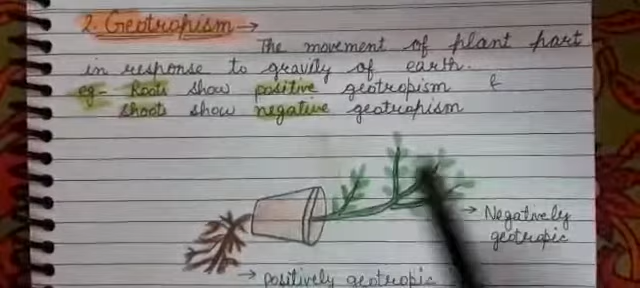 2. Geotropism →
The movement of plant part
in response to gravity of earth.
eg- Roots show positive geotropism &
shoots show negative geotropism
→ Negatively
geotropic
→ positively geotropic